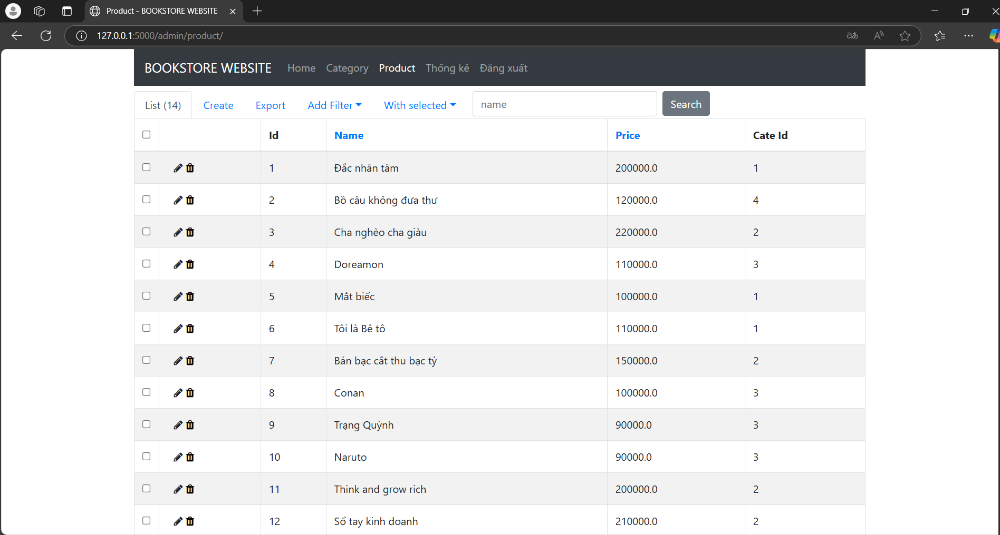 Product - BOOKSTORE WEBSITE
127.0.0.1:5000/admin/product/
BOOKSTORE WEBSITE Home Category Product Thống kê Đăng xuất
List (14) Create Export Add Filter With selected name Search
Id Name Price Cate Id
1 Đắc nhân tâm 200000.0 1
2 Bồ câu không đưa thư 120000.0 4
3 Cha nghèo cha giàu 220000.0 2
4 Doreamon 110000.0 3
5 Mắt biếc 100000.0 1
6 Tôi là Bê tô 110000.0 1
7 Bán bạc cắt thu bạc tỷ 150000.0 2
8 Conan 100000.0 3
9 Trạng Quỳnh 90000.0 3
10 Naruto 90000.0 3
11 Think and grow rich 200000.0 2
12 Sổ tay kinh doanh 210000.0 2